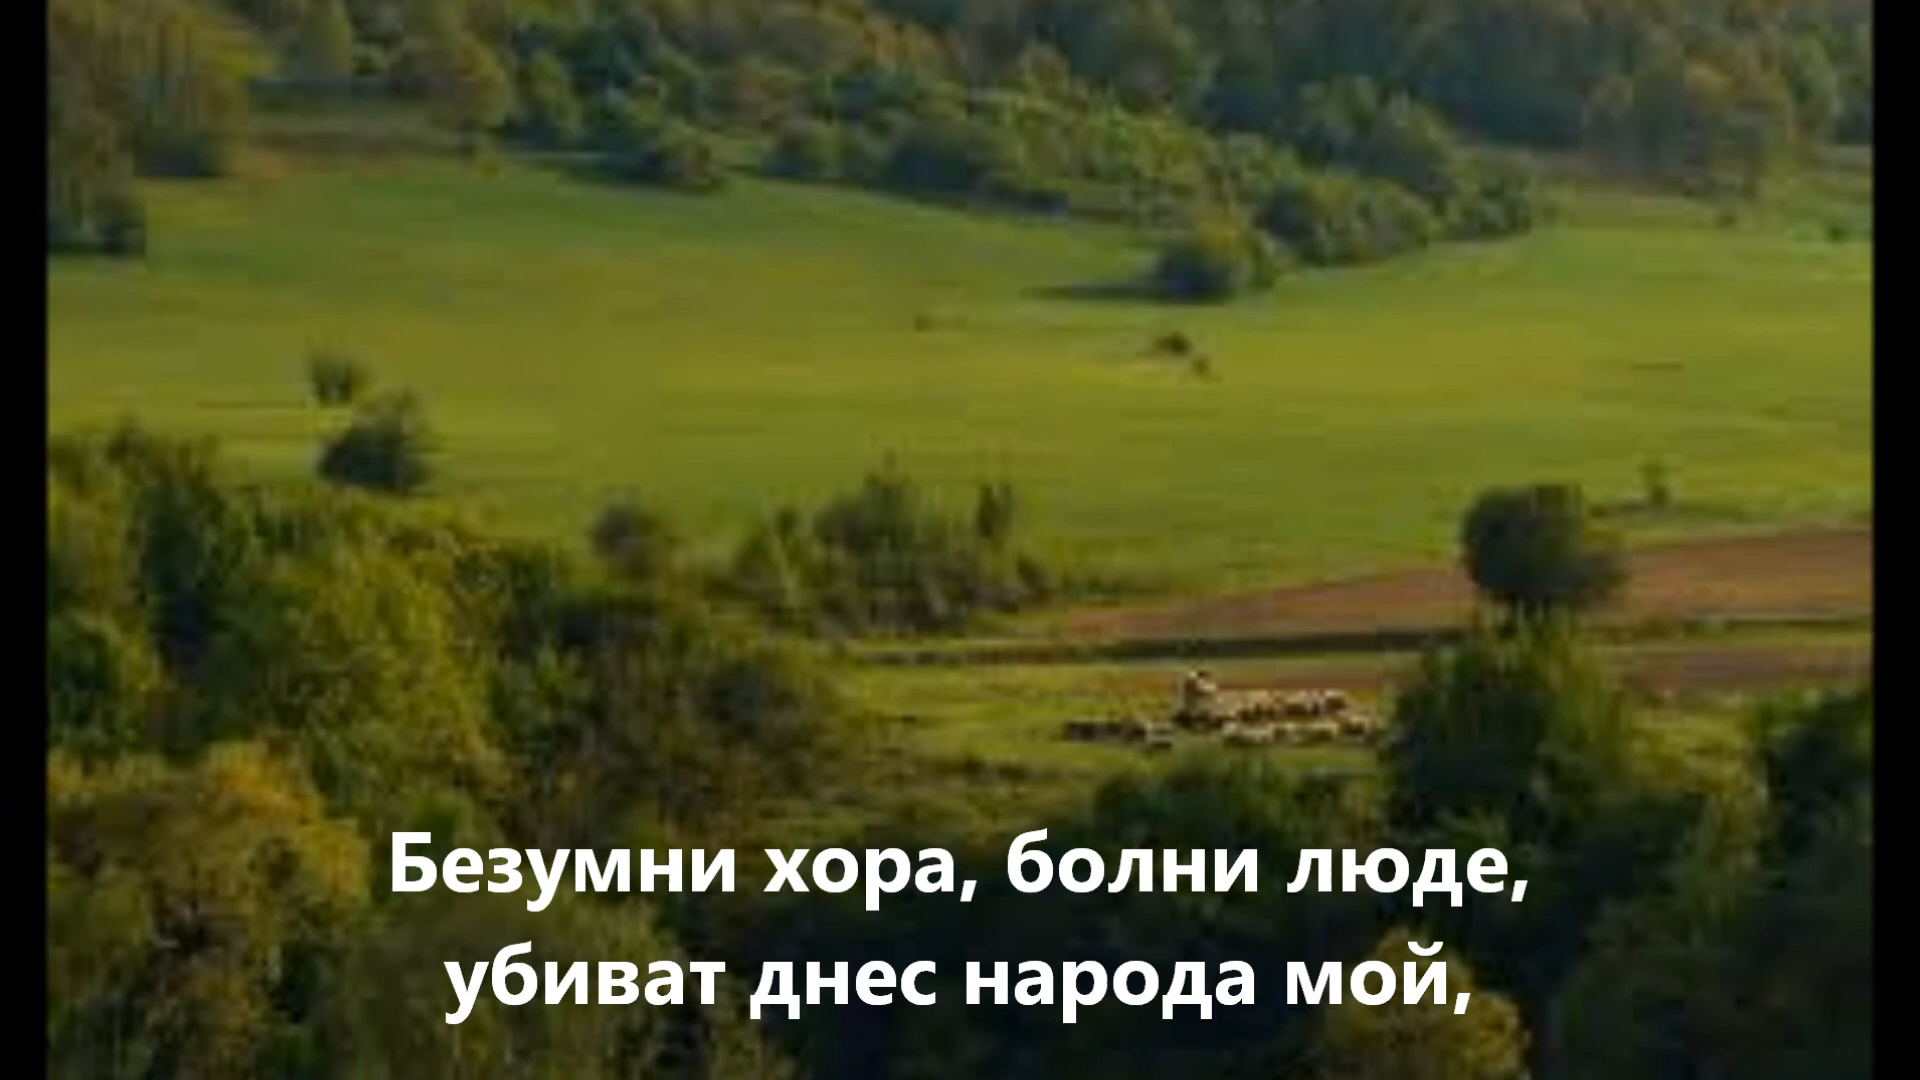 Безумни хора, болни люде,
убиват днес народа мой,